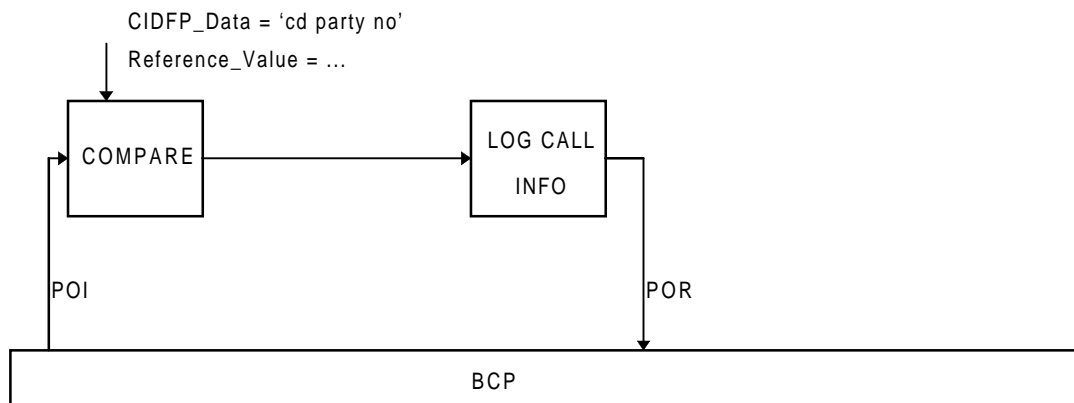 CIDFP_Data = ‘cd party no’
Reference_Value = ...
COMPARE
LOG CALL
INFO
POI
POR
BCP